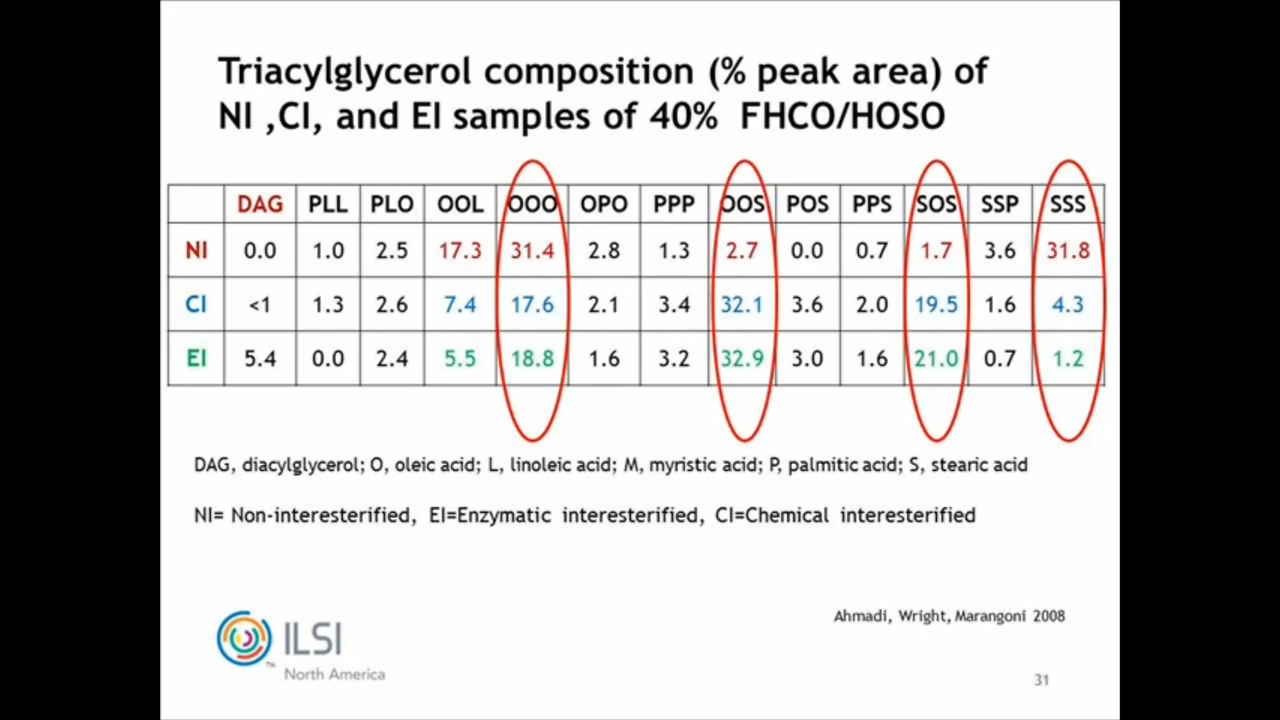 Triacylglycerol composition (% peak area) of
NI ,CI, and EI samples of 40% FHCO/HOSO
DAG PLL PLO OOL OOO OPO PPP OOS POS PPS SOS SSP SSS
NI 0.0 1.0 2.5 17.3 31.4 2.8 1.3 2.7 0.0 0.7 1.7 3.6 31.8
CI <1 1.3 2.6 7.4 17.6 2.1 3.4 32.1 3.6 2.0 19.5 1.6 4.3
EI 5.4 0.0 2.4 5.5 18.8 1.6 3.2 32.9 3.0 1.6 21.0 0.7 1.2
DAG, diacylglycerol; O, oleic acid; L, linoleic acid; M, myristic acid; P, palmitic acid; S, stearic acid
NI= Non-interesterified, EI=Enzymatic interesterified, CI=Chemical interesterified
Ahmadi, Wright, Marangoni 2008
ILSI
TM
North America
31